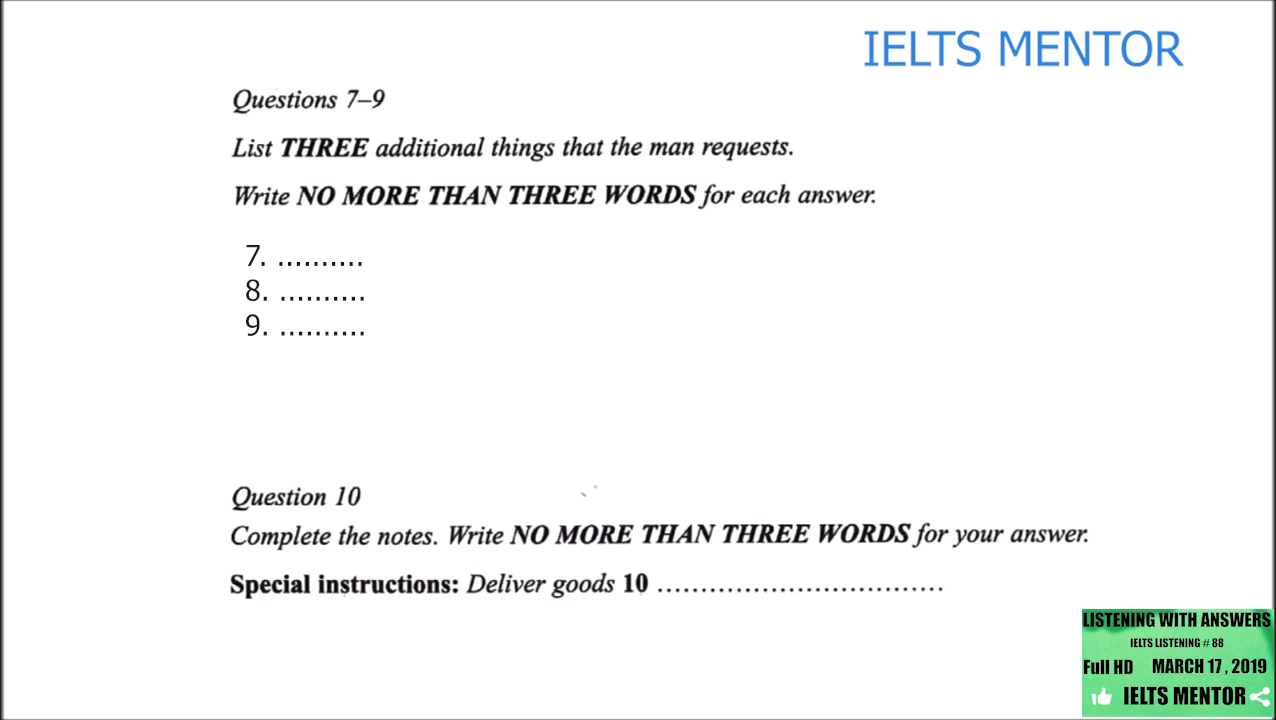 IELTS MENTOR
Questions 7–9
List THREE additional things that the man requests.
Write NO MORE THAN THREE WORDS for each answer.
7. ..........
8. ..........
9. ..........
Question 10
Complete the notes. Write NO MORE THAN THREE WORDS for your answer.
Special instructions: Deliver goods 10 .................................
LISTENING WITH ANSWERS
IELTS LISTENING # 88
Full HD MARCH 17 , 2019
IELTS MENTOR